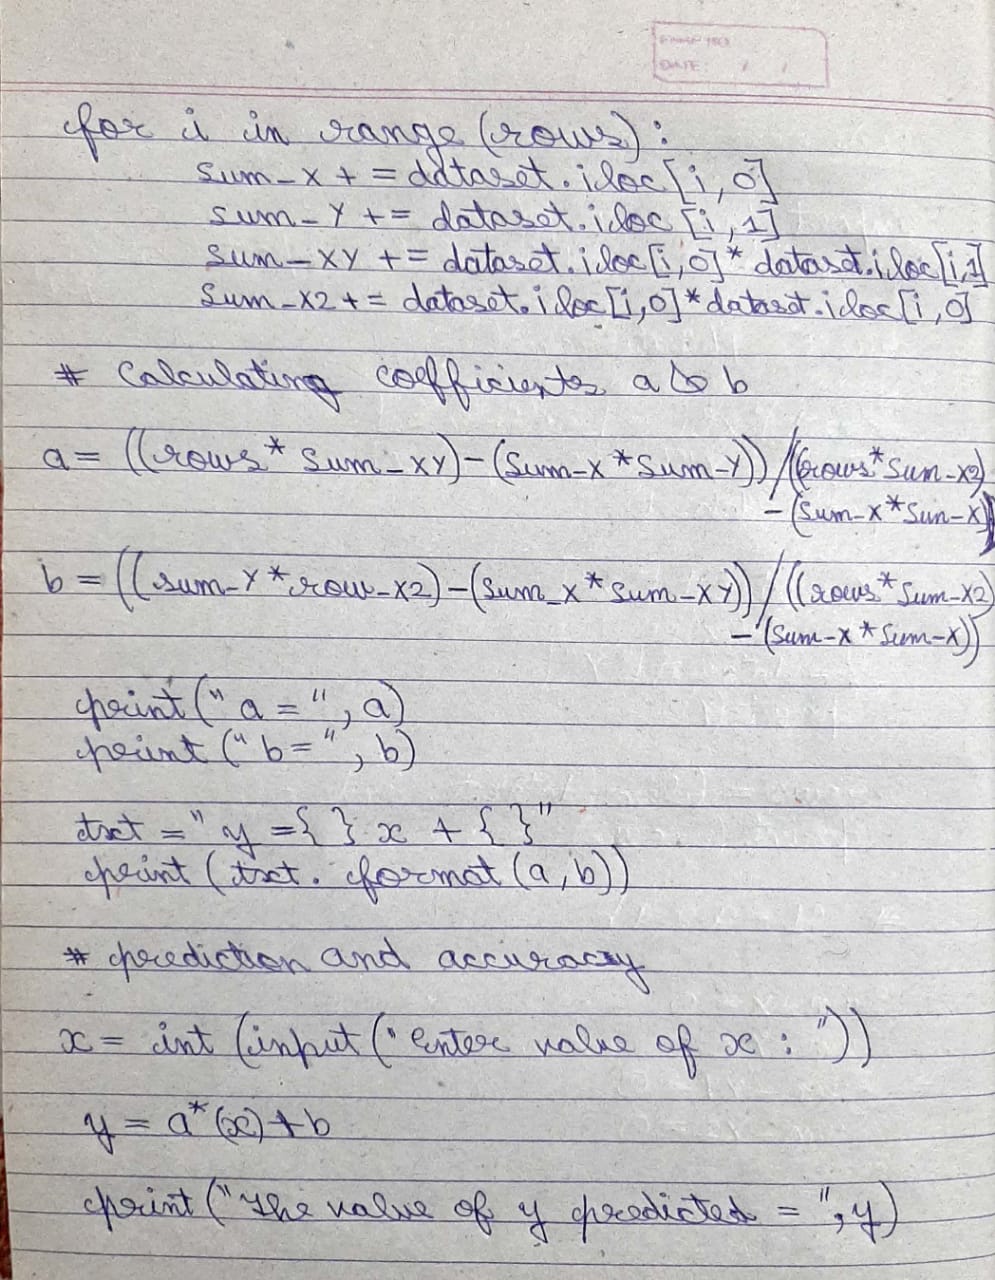 DATE: / /
for i in range (rows) :
sum_x += dataset.iloc[i,0]
sum_y += dataset.iloc[i,1]
sum_xy += dataset.iloc[i,0]* dataset.iloc[i,1]
sum_x2 += dataset.iloc[i,0]*dataset.iloc[i,0]
# Calculating coefficients a & b
a = ((rows * sum_xy)-(sum_x*sum_y))/((rows*sum_x2)
-(sum_x*sun_x))
b = ((sum_y*row_x2)-(sum_x*sum_xy))/((rows*sum_x2)
-(sum_x*sum_x))
print("a=", a)
print("b=", b)
txt = "y={ } x + { }"
print (txt. format (a,b))
# prediction and accuracy
x = int (input ("Enter value of x : "))
y = a*(x)+b
print ("The value of y predicted = ", y)